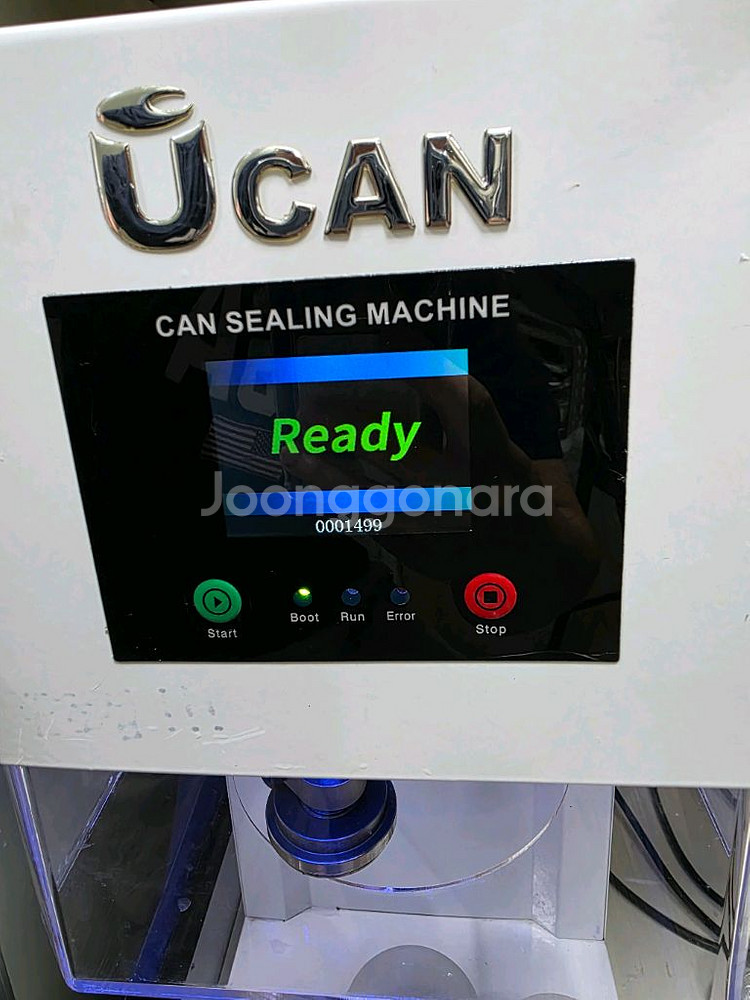 UCAN
CAN SEALING MACHINE
Ready
Joonggonara
0001499
Start
Boot
Run
Error
Stop